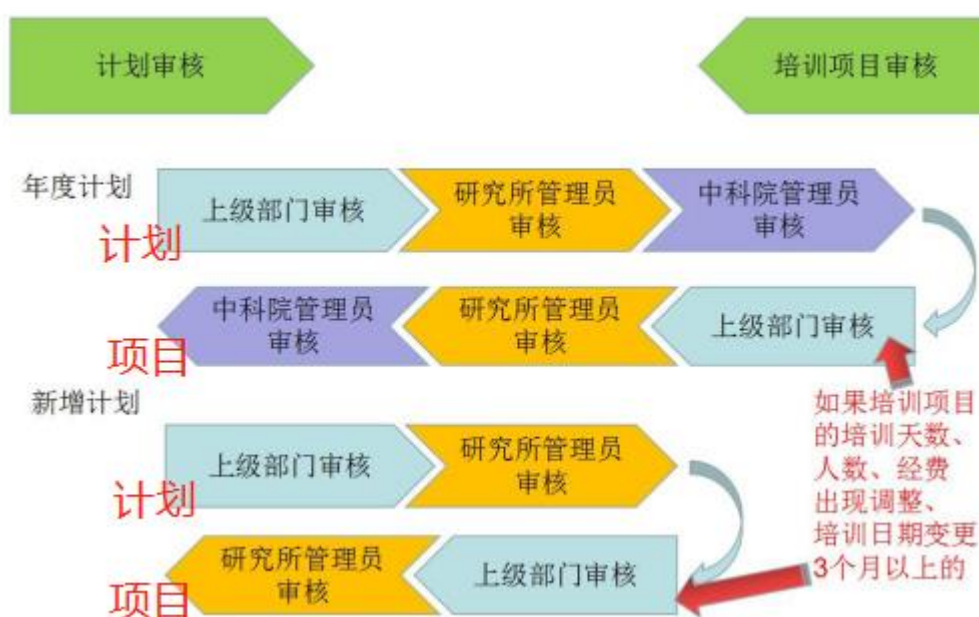 计划审核
培训项目审核
年度计划
上级部门审核
研究所管理员
审核
中科院管理员
审核
计划
中科院管理员
审核
研究所管理员
审核
上级部门审核
项目
新增计划
上级部门审核
研究所管理员
审核
计划
研究所管理员
审核
上级部门审核
项目
如果培训项目
的培训天数、
人数、经费
出现调整、
培训日期变更
3个月以上的